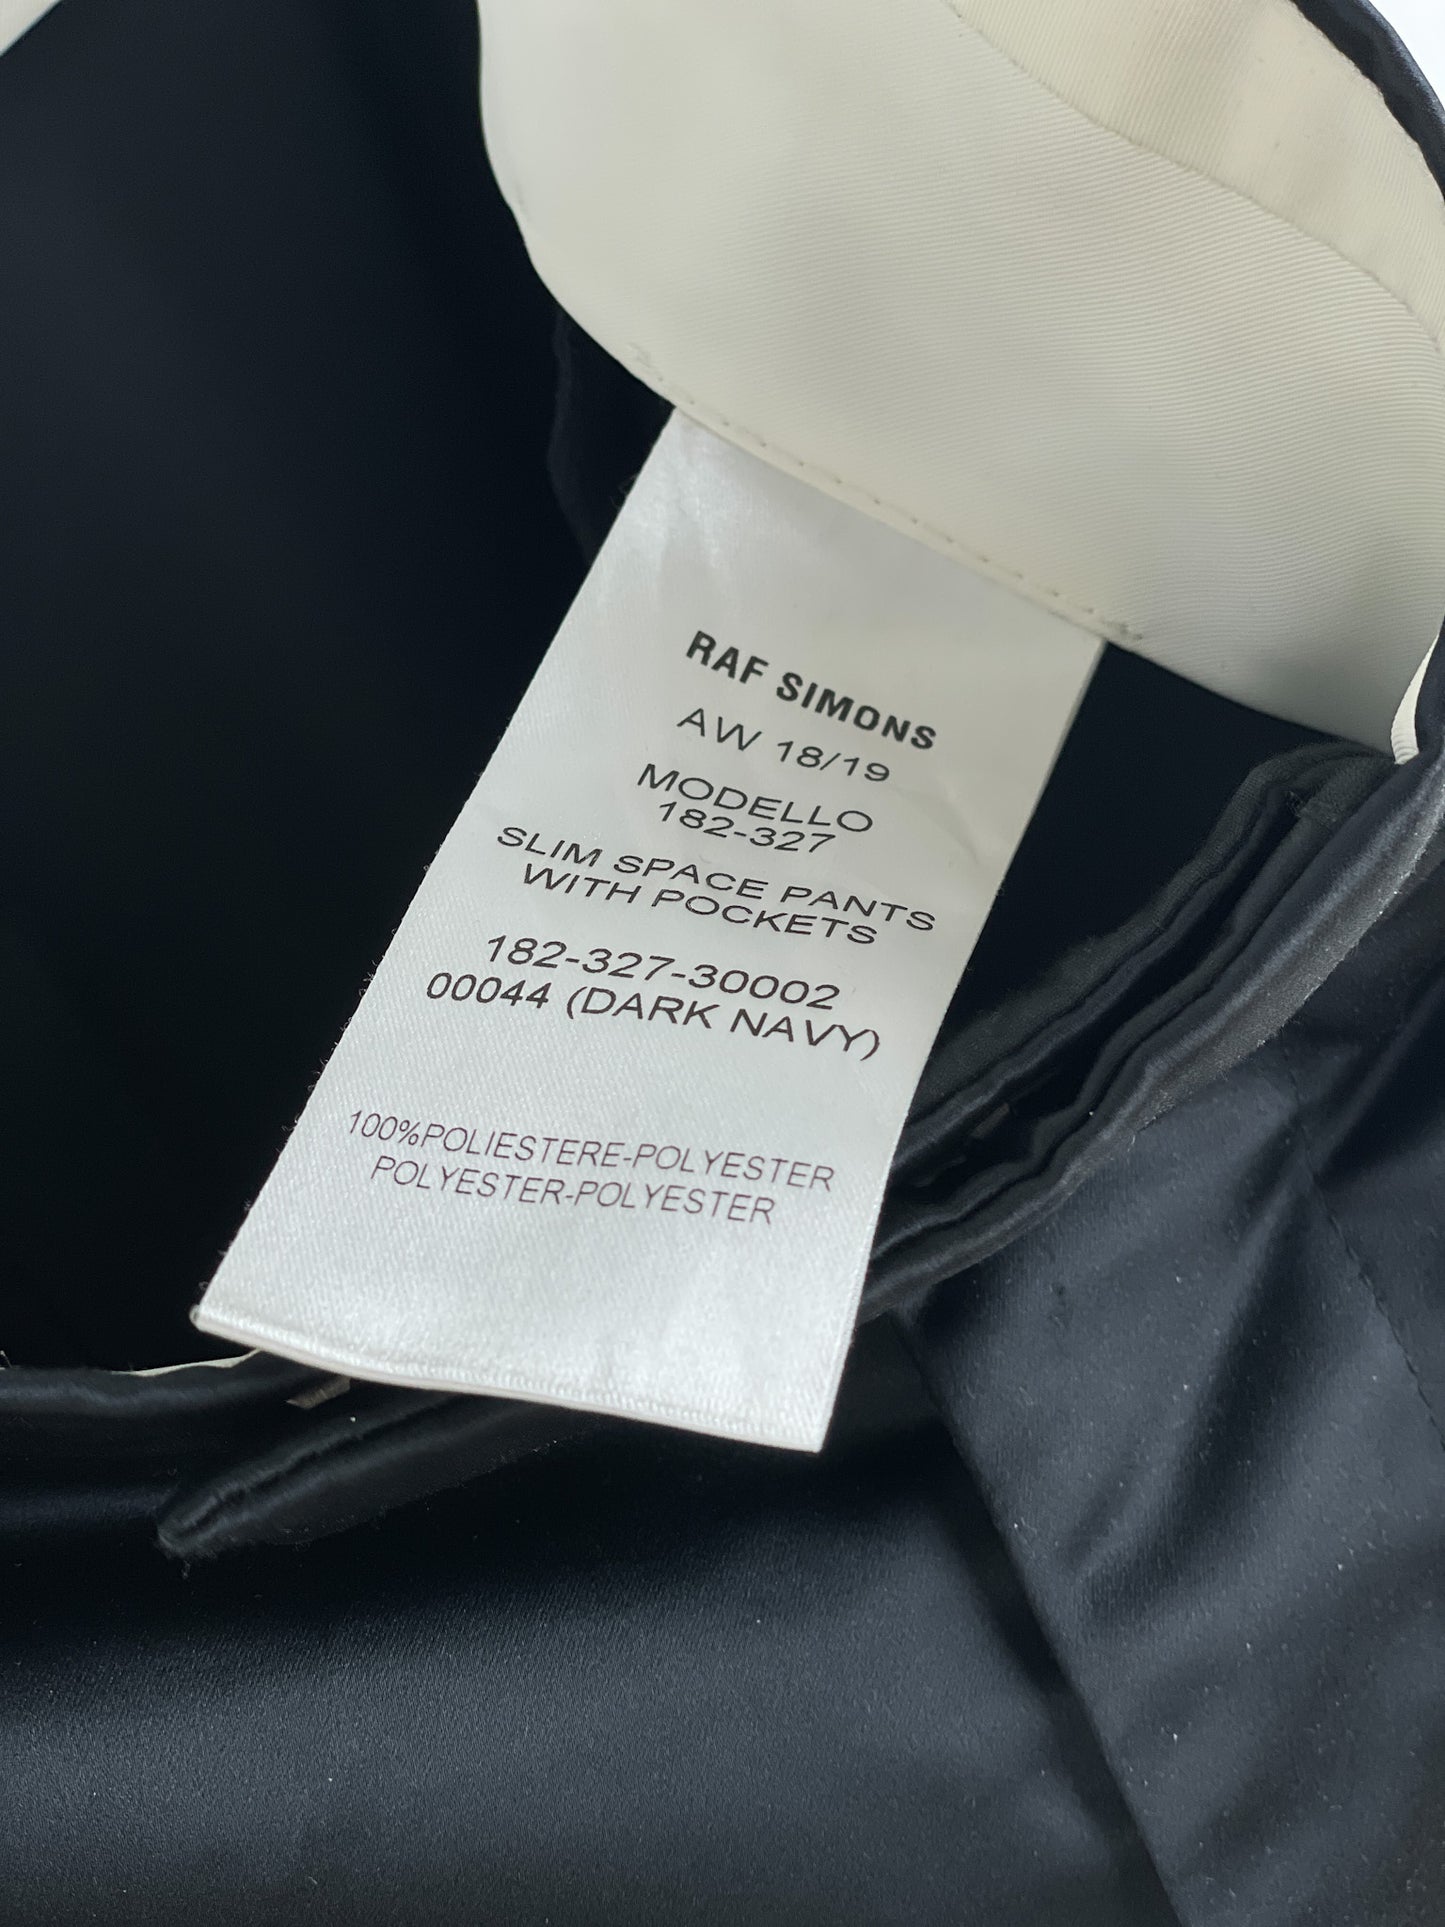 RAF SIMONS
AW 18/19
MODELLO
182-327
SLIM SPACE PANTS
WITH POCKETS
182-327-30002
00044 (DARK NAVY)
100%POLIESTERE-POLYESTER
POLYESTER-POLYESTER